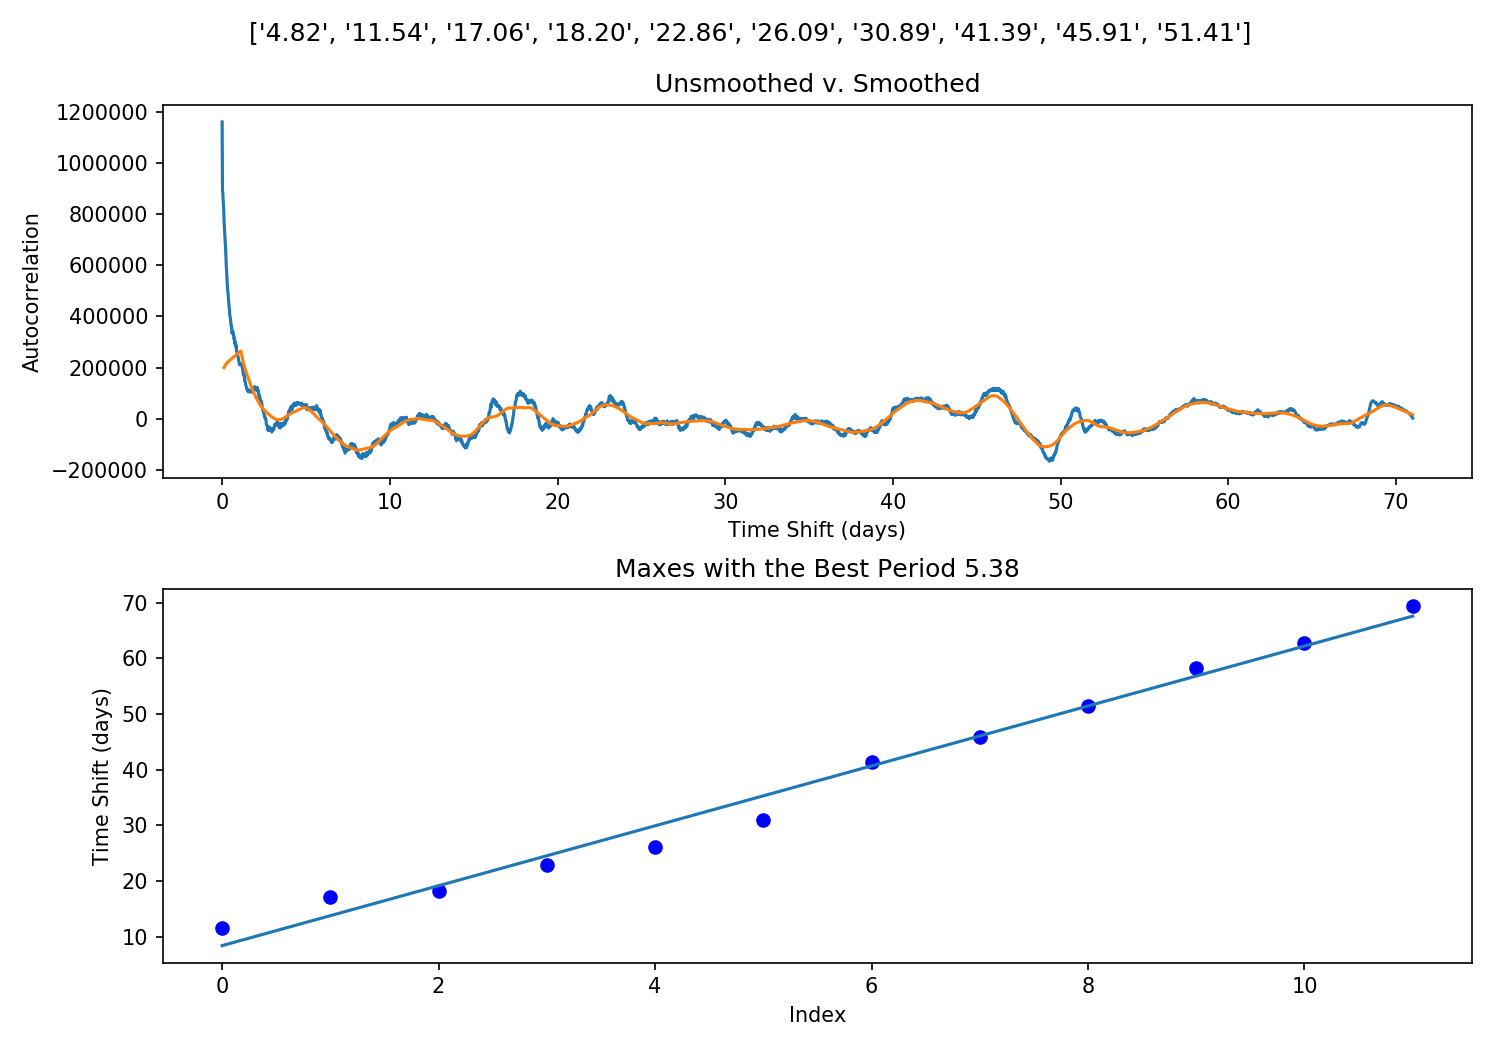 ['4.82', '11.54', '17.06', '18.20', '22.86', '26.09', '30.89', '41.39', '45.91', '51.41']
Unsmoothed v. Smoothed
1200000
1000000
800000
600000
400000
200000
0
−200000
Autocorrelation
0 10 20 30 40 50 60 70
Time Shift (days)
Maxes with the Best Period 5.38
70
60
50
40
30
20
10
Time Shift (days)
0 2 4 6 8 10
Index